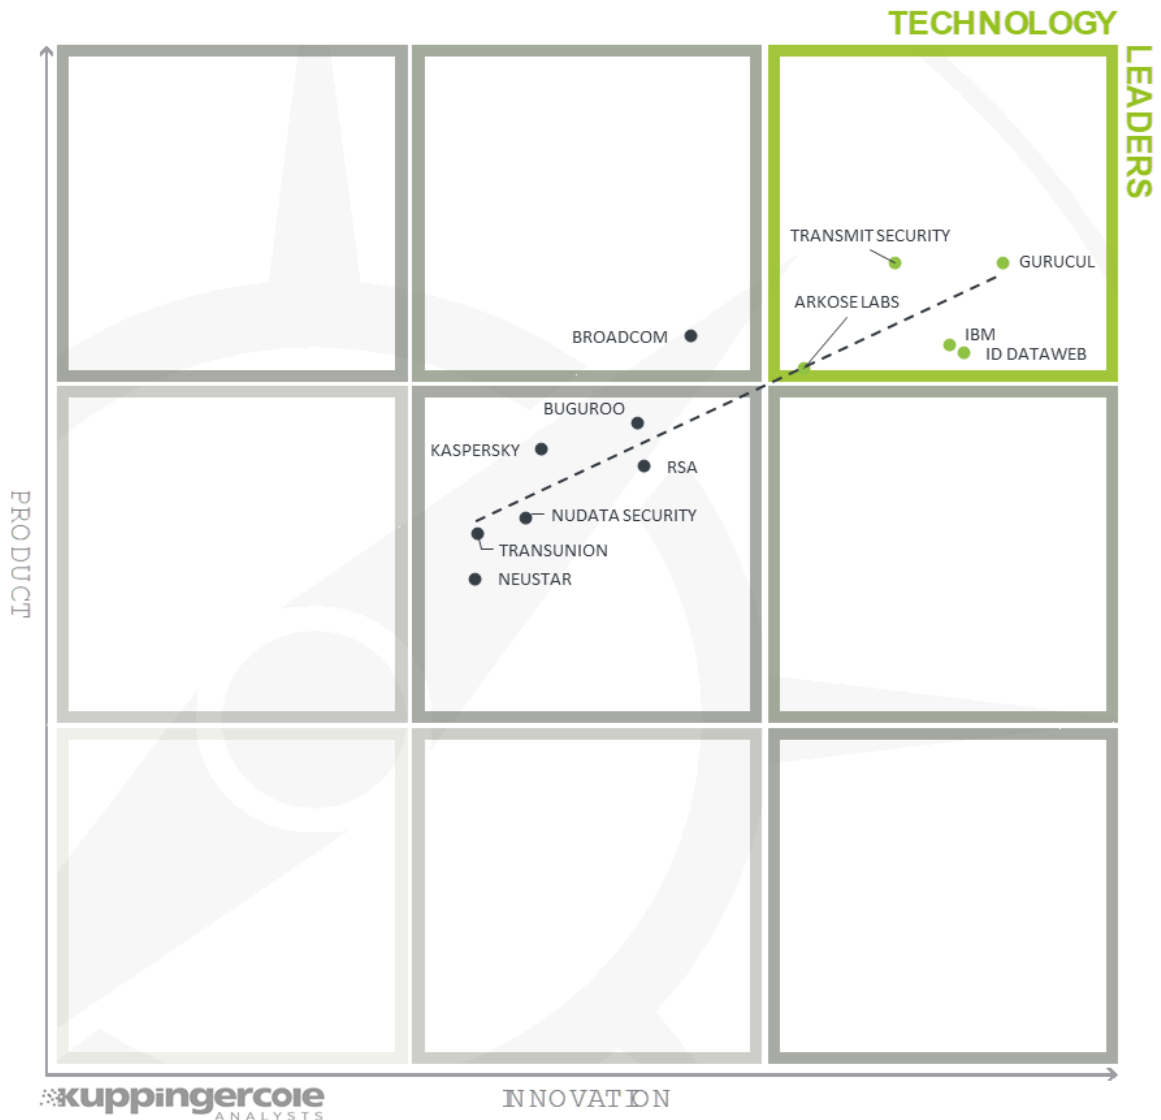 TECHNOLOGY
LEADERS
TRANSMIT SECURITY
GURUCUL
ARKOSE LABS
BROADCOM
IBM
ID DATAWEB
BUGUROO
KASPERSKY
RSA
NUDATA SECURITY
TRANSUNION
NEUSTAR
PRODUCT
INNOVATION
kuppingercole
ANALYSTS